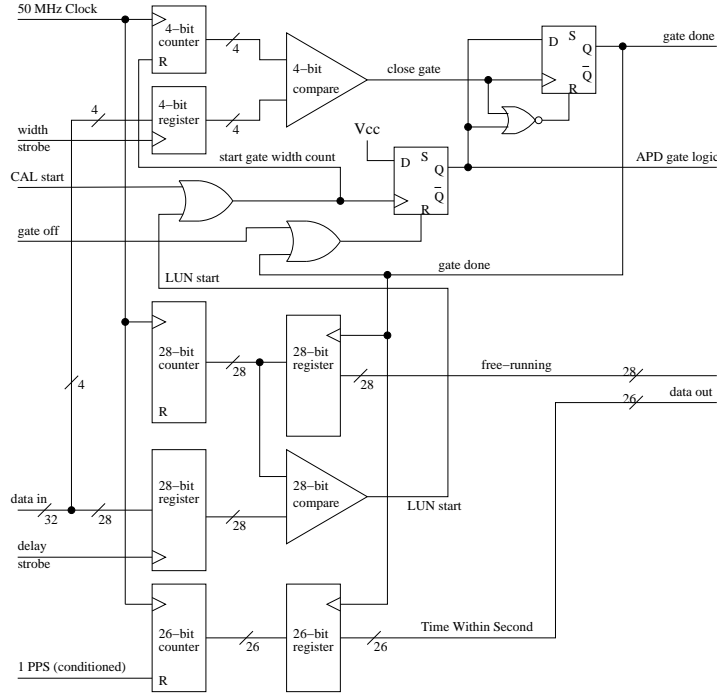 50 MHz Clock
4−bit
counter
R
4
4−bit
compare
close gate
D
S
Q
Q
R
gate done
4
4−bit
register
4
width
strobe
start gate width count
Vcc
D
S
Q
Q
R
APD gate logic
CAL start
gate off
gate done
LUN start
28−bit
counter
R
28
28−bit
register
28
free−running
28
data out
26
4
28−bit
register
28
28−bit
compare
LUN start
data in
32
28
delay
strobe
26−bit
counter
R
26
26−bit
register
26
Time Within Second
1 PPS (conditioned)